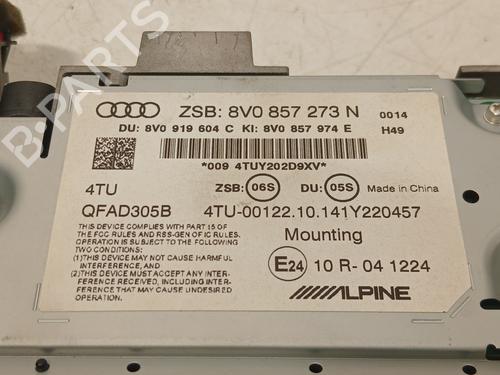 ZSB: 8V0 857 273 N
0014
DU: 8V0 919 604 C KI: 8V0 857 974 E
H49
*009 4TUY202D9XV*
4TU
ZSB: 06S
DU: 05S
Made in China
QFAD305B
4TU-00122.10.141Y220457
THIS DEVICE COMPLIES WITH PART 15 OF
THE FCC RULES AND RSS-GEN OF IC RULES.
OPERATION IS SUBJECT TO THE FOLLOWING
TWO CONDITIONS:
(1)THIS DEVICE MAY NOT CAUSE HARMFUL
INTERFERENCE, AND
(2)THIS DEVICE MUST ACCEPT ANY INTER-
FERENCE RECEIVED, INCLUDING INTER-
FERENCE THAT MAY CAUSE UNDESIRED
OPERATION.
Mounting
E24 10 R-04 1224
ALPINE
B-PARTS